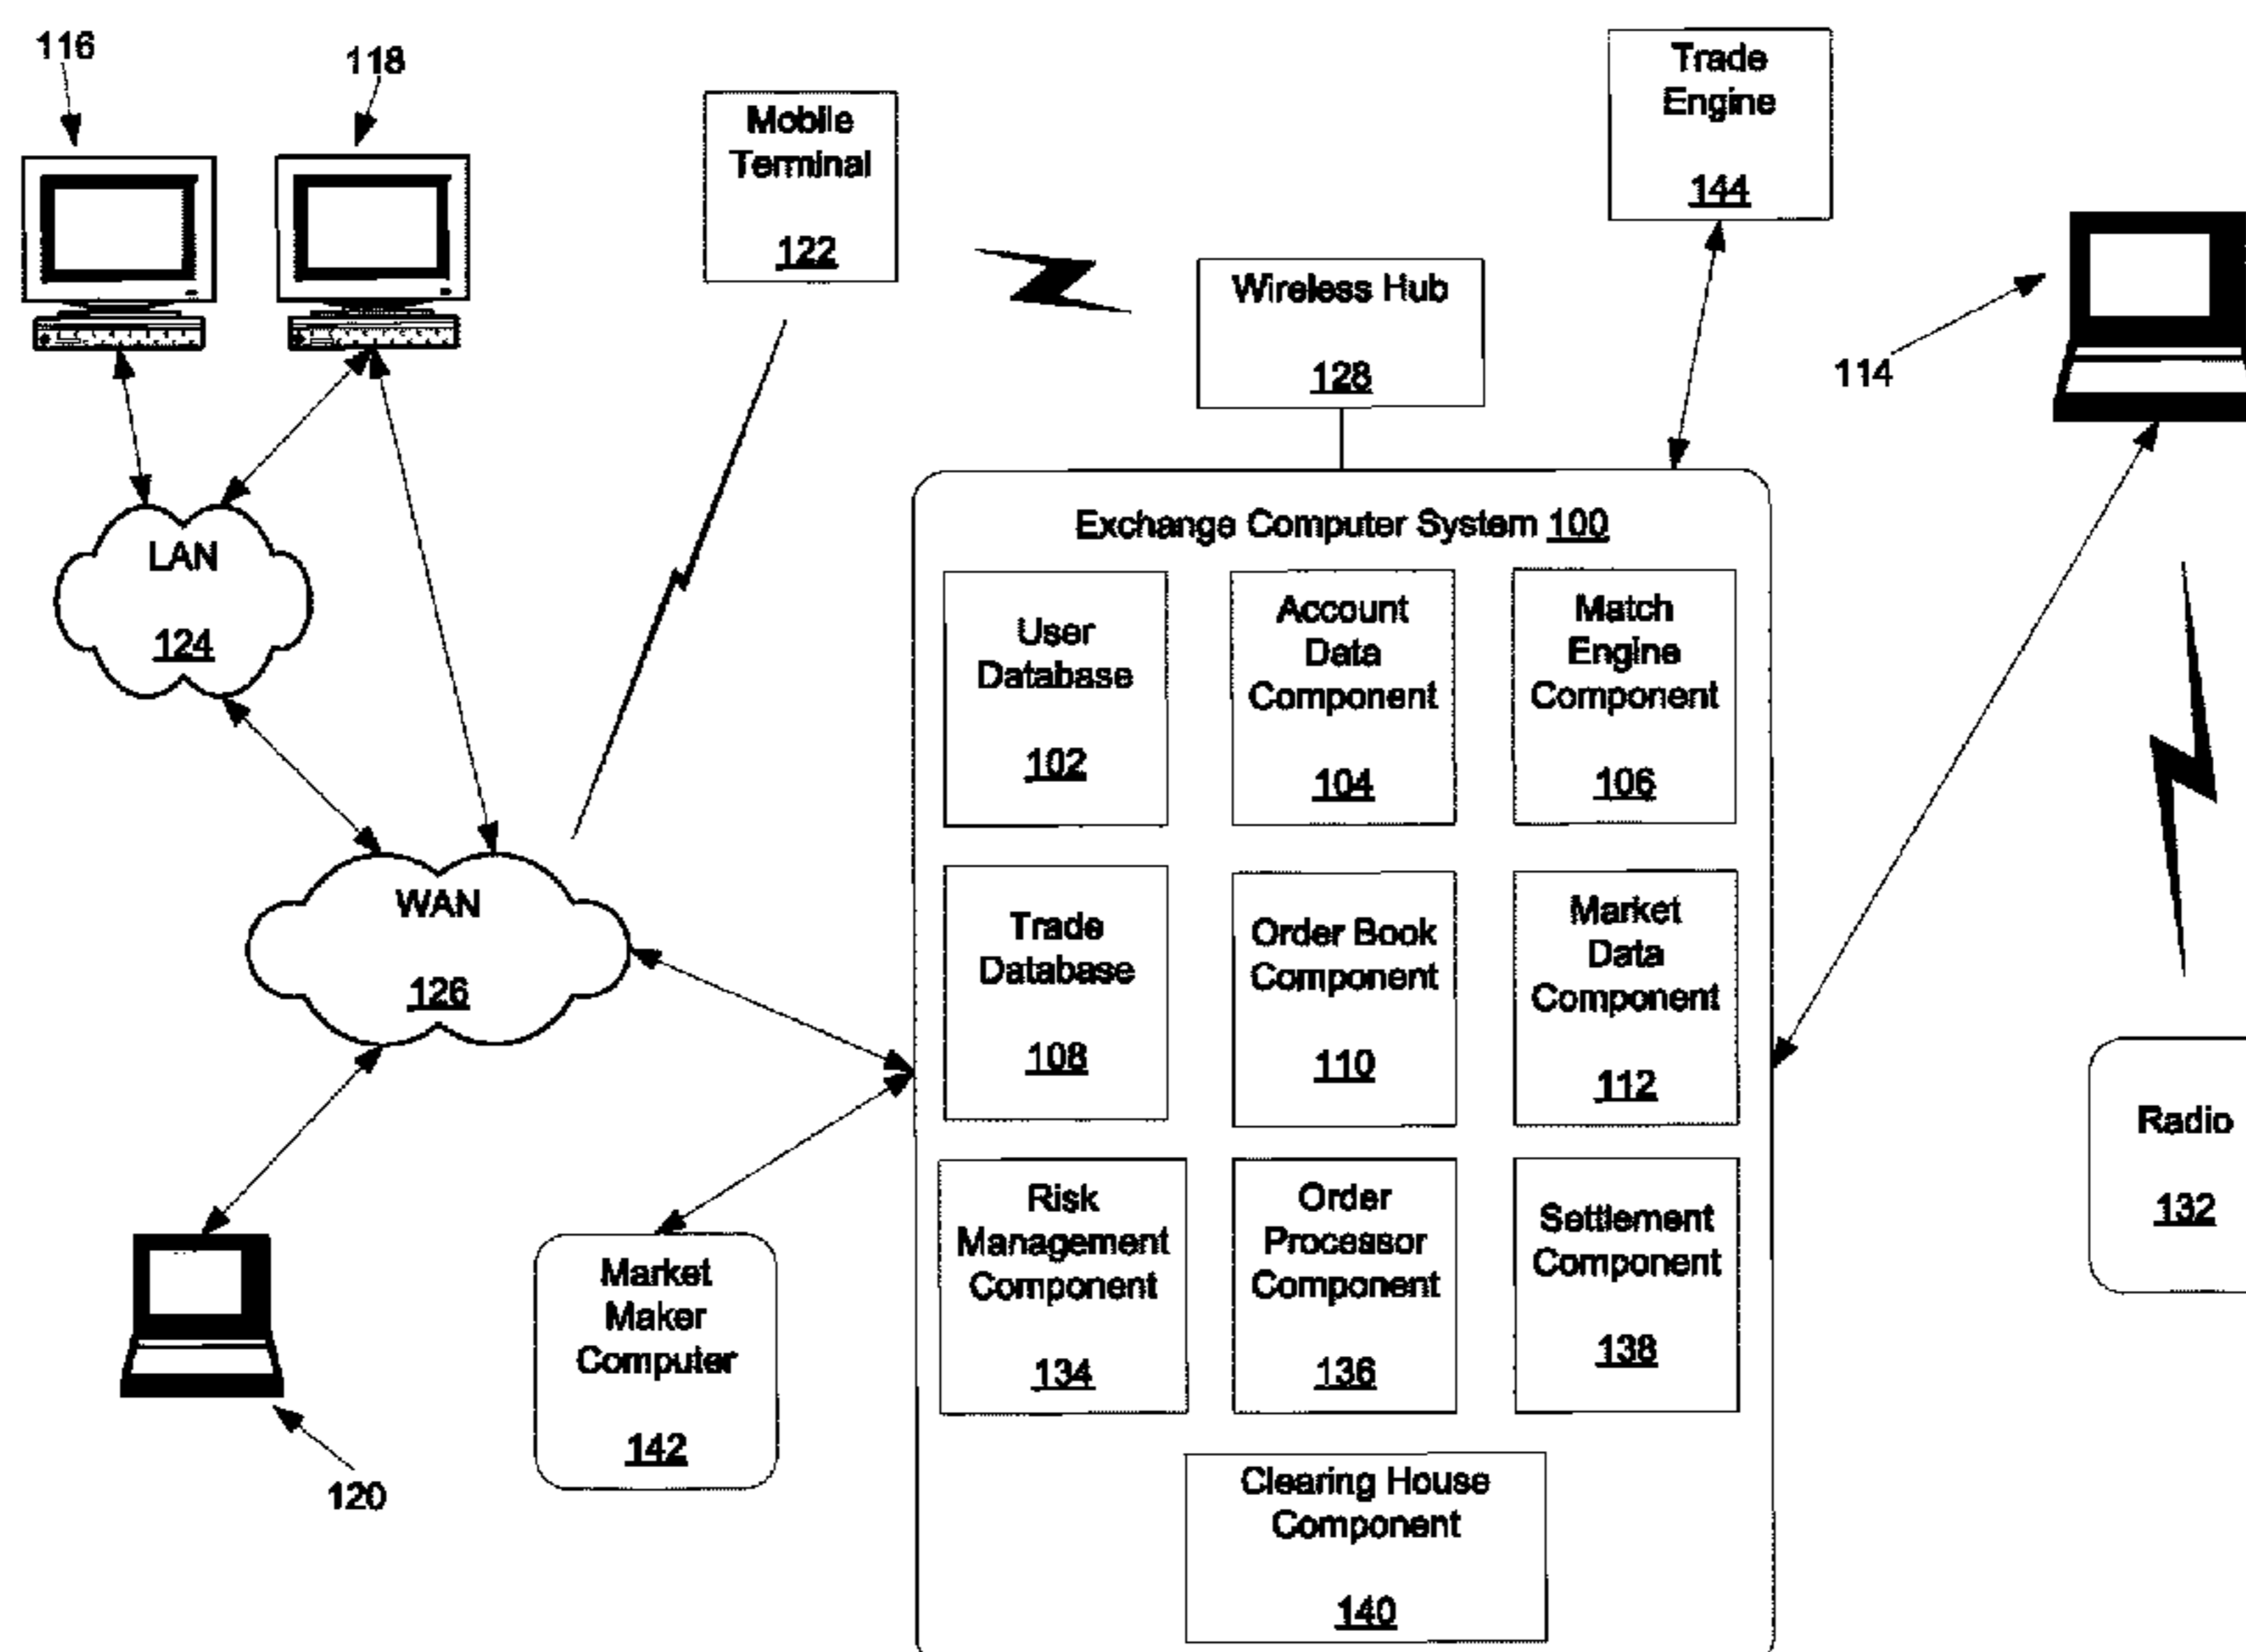 116
118
Mobile
Terminal
122
Trade
Engine
144
Wireless Hub
128
114
LAN
124
Exchange Computer System 100
User
Database
102
Account
Data
Component
104
Match
Engine
Component
106
WAN
126
Trade
Database
108
Order Book
Component
110
Market
Data
Component
112
Radio
132
Risk
Management
Component
134
Order
Processor
Component
136
Settlement
Component
138
Market
Maker
Computer
142
120
Clearing House
Component
140